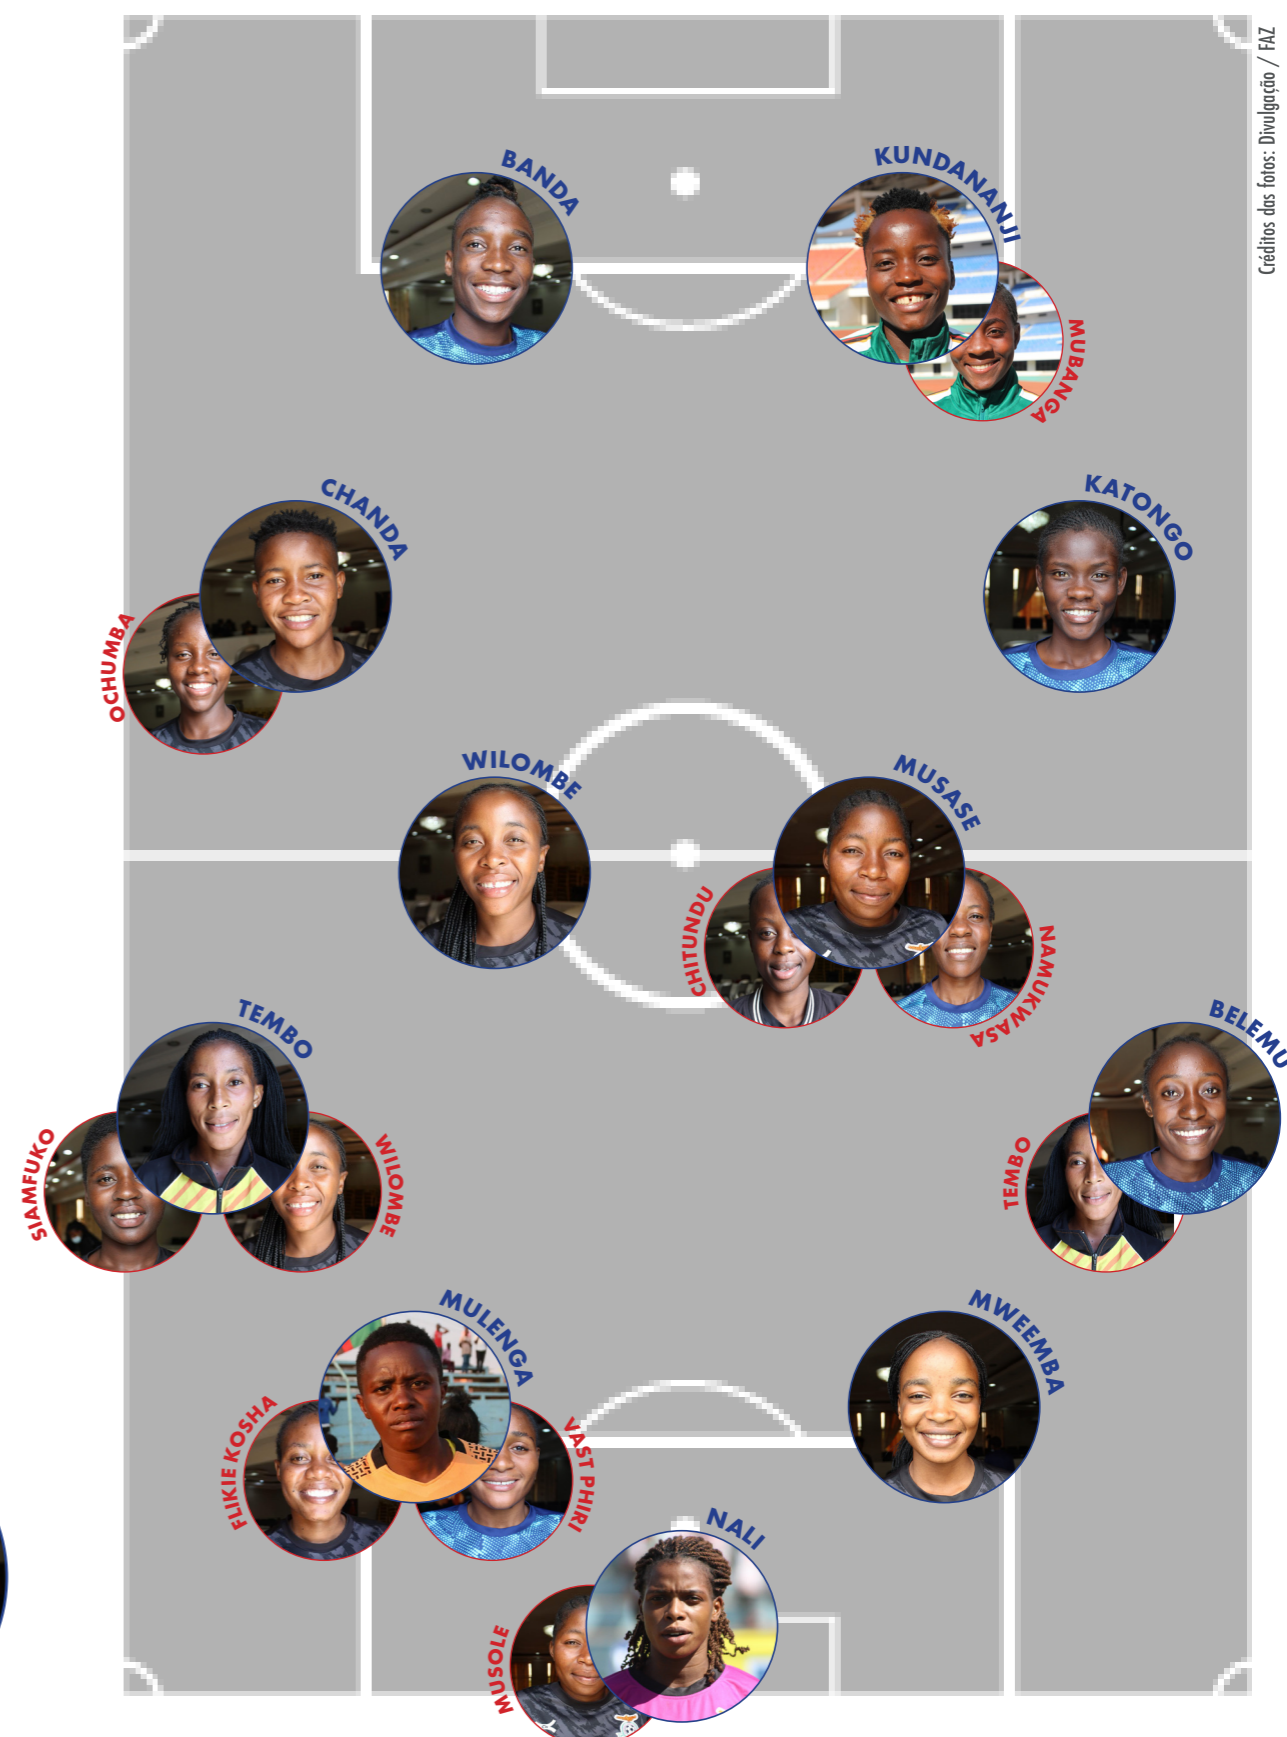 Créditos das fotos: Divulgação / FAZ
BANDA
KUNDANANJI
MUBANGA
CHANDA
KATONGO
OCHUMBA
WILOMBE
MUSASE
CHITUNDU
NAMUKWASA
TEMBO
BELEMU
SIAMFUKO
WILOMBE
TEMBO
MULENGA
MWEEMBA
FLIKIE KOSHA
VAST PHIRI
NALI
MUSOLE